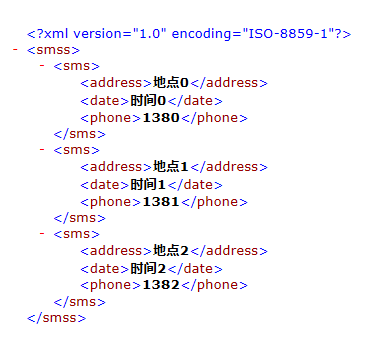 <?xml version="1.0" encoding="ISO-8859-1"?>
- <smss>
- <sms>
<address>地点0</address>
<date>时间0</date>
<phone>1380</phone>
</sms>
- <sms>
<address>地点1</address>
<date>时间1</date>
<phone>1381</phone>
</sms>
- <sms>
<address>地点2</address>
<date>时间2</date>
<phone>1382</phone>
</sms>
</smss>